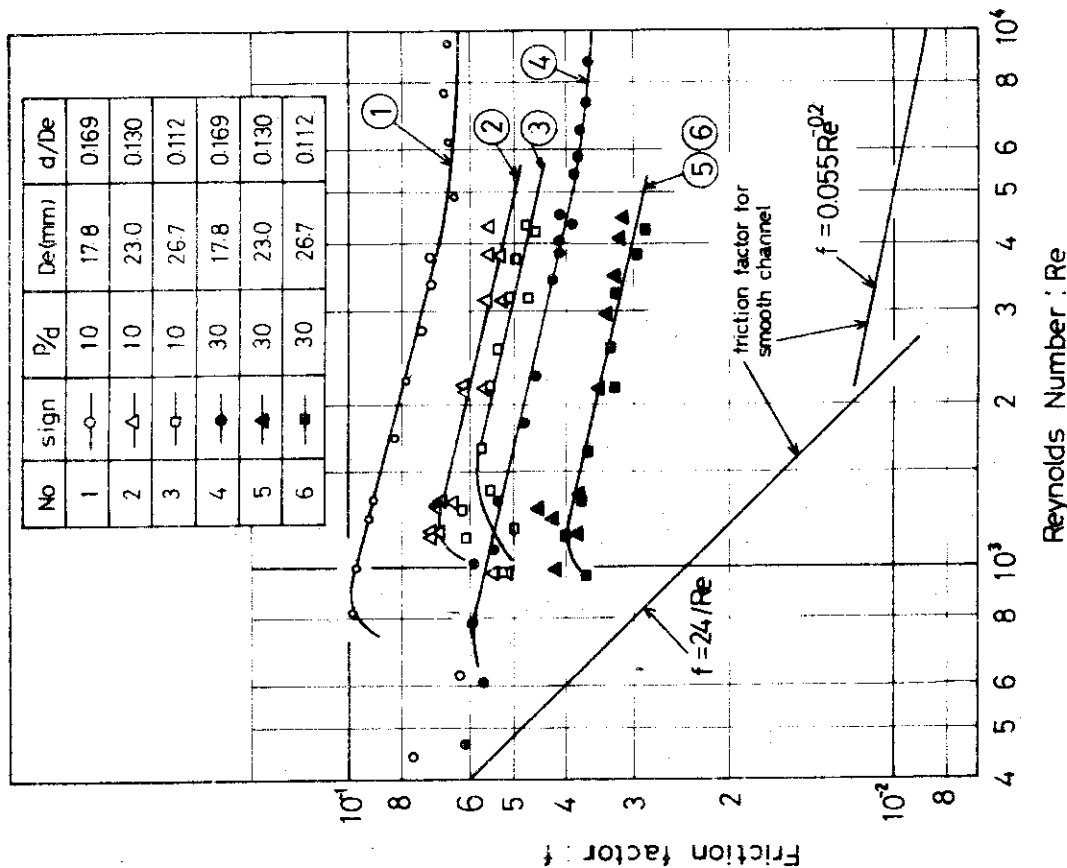 No sign P/d De(mm) d/De
1 10 17.8 0.169
2 10 23.0 0.130
3 10 26.7 0.112
4 30 17.8 0.169
5 30 23.0 0.130
6 30 26.7 0.112
1
2
3
4
5 6
friction factor for
smooth channel
f = 24/Re
f = 0.055Re^-0.2
Friction factor : f
10^-1
8
6
5
4
3
2
10^-2
8
4 5 6 8 10^3 2 3 4 5 6 8 10^4
Reynolds Number ; Re